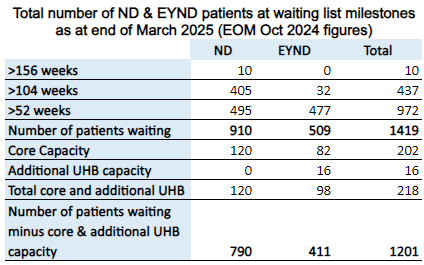 Total number of ND & EYND patients at waiting list milestones
as at end of March 2025 (EOM Oct 2024 figures)
ND EYND Total
>156 weeks 10 0 10
>104 weeks 405 32 437
>52 weeks 495 477 972
Number of patients waiting 910 509 1419
Core Capacity 120 82 202
Additional UHB capacity 0 16 16
Total core and additional UHB 120 98 218
Number of patients waiting
minus core & additional UHB
capacity 790 411 1201